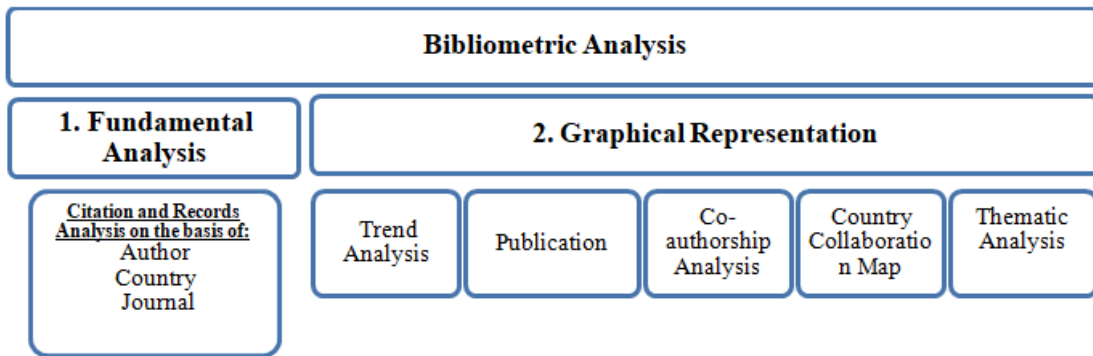 Bibliometric Analysis
1. Fundamental
Analysis
2. Graphical Representation
Citation and Records
Analysis on the basis of:
Author
Country
Journal
Trend
Analysis
Publication
Co-
authorship
Analysis
Country
Collaboratio
n Map
Thematic
Analysis